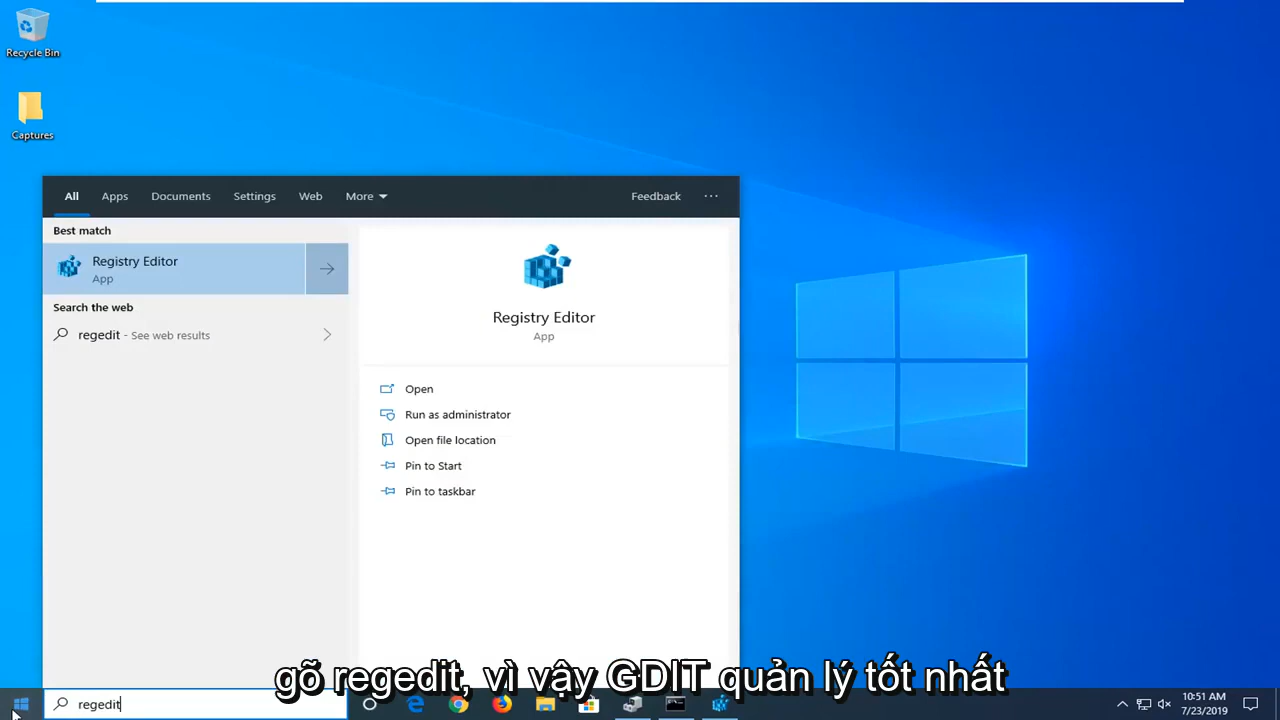 Recycle Bin
Captures
All Apps Documents Settings Web More Feedback ...
Best match
Registry Editor
App
Search the web
regedit - See web results
Registry Editor
App
Open
Run as administrator
Open file location
Pin to Start
Pin to taskbar
gõ regedit, vì vậy GDIT quản lý tốt nhất
regedit
10:51 AM
7/23/2019